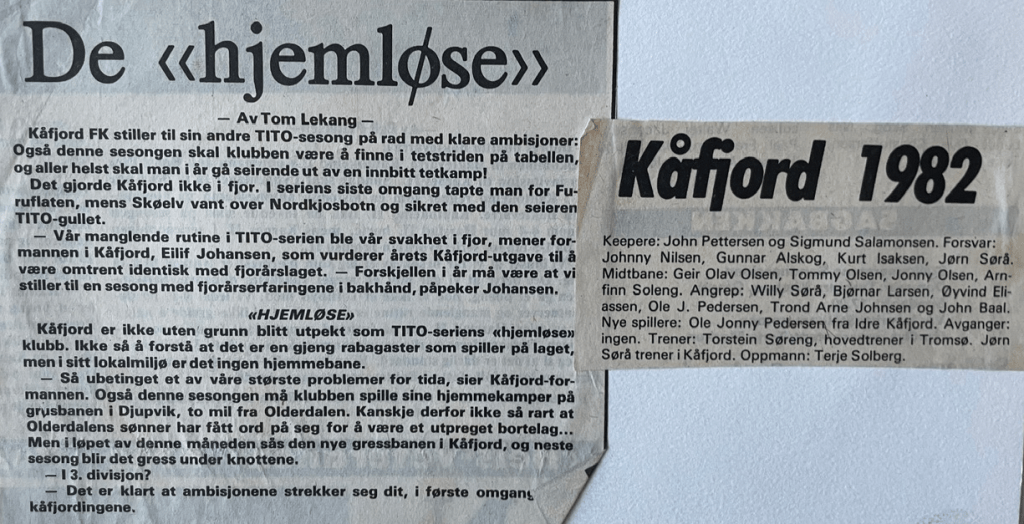 De «hjemløse»
— Av Tom Lekang —
Kåfjord FK stiller til sin andre TITO-sesong på rad med klare ambisjoner:
Også denne sesongen skal klubben være å finne i tetstriden på tabellen,
og aller helst skal man i år gå seirende ut av en innbitt tetkamp!
Det gjorde Kåfjord ikke i fjor. I seriens siste omgang tapte man for Fu-
ruflaten, mens Skøelv vant over Nordkjosbotn og sikret med den seieren
TITO-gullet.
— Vår manglende rutine i TITO-serien ble vår svakhet i fjor, mener for-
mannen i Kåfjord, Eilif Johansen, som vurderer årets Kåfjord-utgave til å
være omtrent identisk med fjorårslaget. — Forskjellen i år må være at vi
stiller til en sesong med fjorårserfaringene i bakhånd, påpeker Johansen.
«HJEMLØSE»
Kåfjord er ikke uten grunn blitt utpekt som TITO-seriens «hjemløse»
klubb. Ikke så å forstå at det er en gjeng rabagaster som spiller på laget,
men i sitt lokalmiljø er det ingen hjemmebane.
— Så ubetinget et av våre største problemer for tida, sier Kåfjord-for-
mannen. Også denne sesongen må klubben spille sine hjemmekamper på
grusbanen i Djupvik, to mil fra Olderdalen. Kanskje derfor ikke så rart at
Olderdalens sønner har fått ord på seg for å være et utpreget bortelag...
Men i løpet av denne måneden sås den nye gressbanen i Kåfjord, og neste
sesong blir det gress under knottene.
— I 3. divisjon?
— Det er klart at ambisjonene strekker seg dit, i første omgang
kåfjordingene.
Kåfjord 1982
Keepere: John Pettersen og Sigmund Salamonsen. Forsvar:
Johnny Nilsen, Gunnar Alskog, Kurt Isaksen, Jørn Sørå.
Midtbane: Geir Olav Olsen, Tommy Olsen, Jonny Olsen, Arn-
finn Soleng. Angrep: Willy Sørå, Bjørnar Larsen, Øyvind Eli-
assen, Ole J. Pedersen, Trond Arne Johnsen og John Baal.
Nye spillere: Ole Jonny Pedersen fra Idre Kåfjord. Avganger:
ingen. Trener: Torstein Søreng, hovedtrener i Tromsø. Jørn
Sørå trener i Kåfjord. Oppmann: Terje Solberg.